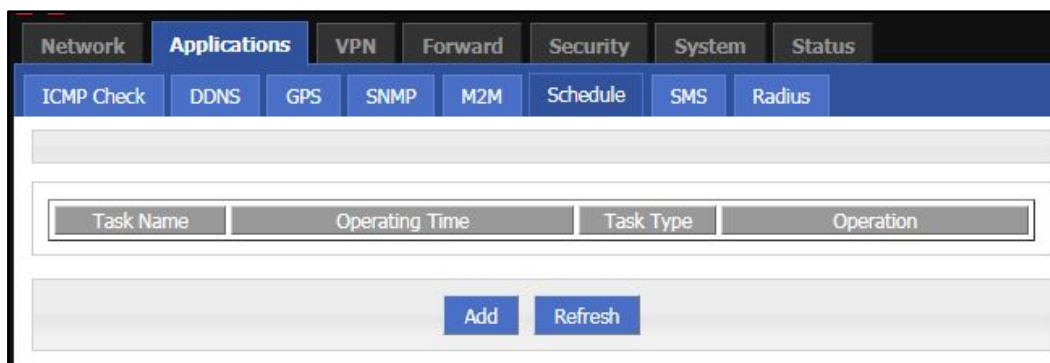 Network Applications VPN Forward Security System Status
ICMP Check DDNS GPS SNMP M2M Schedule SMS Radius
Task Name Operating Time Task Type Operation
Add Refresh